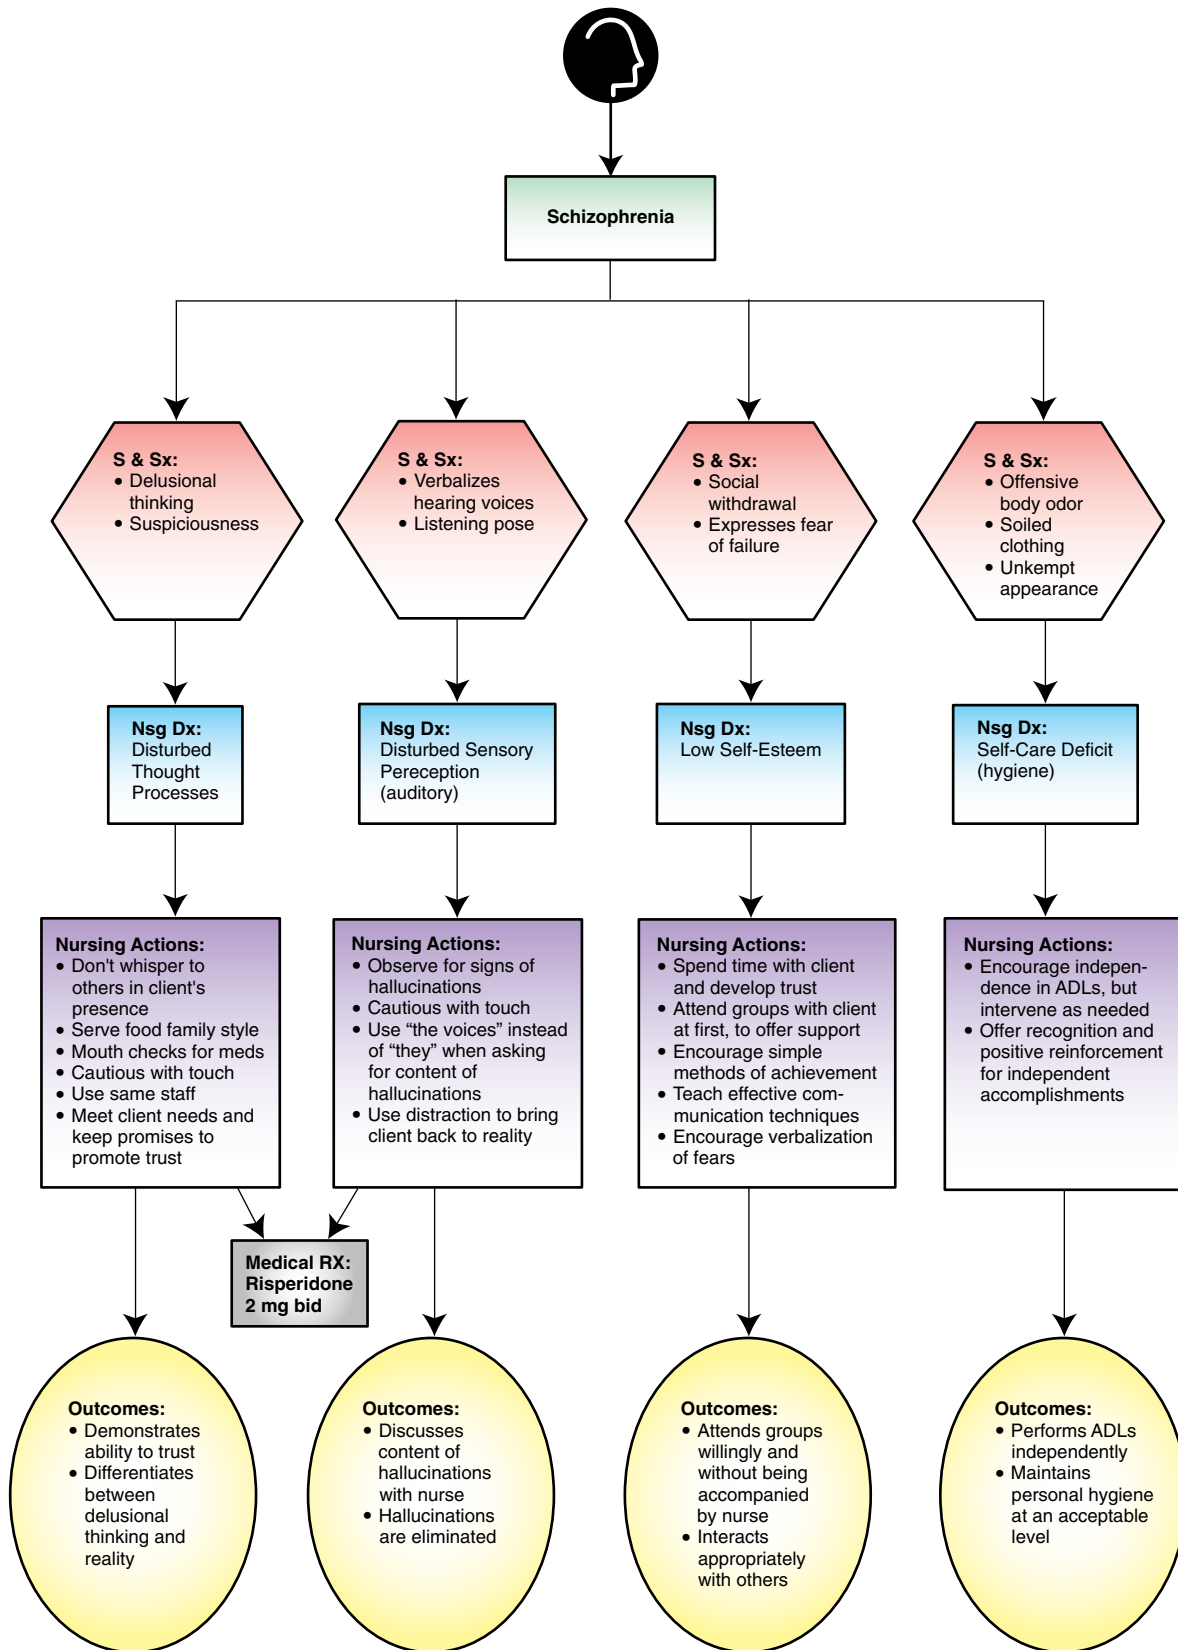 Schizophrenia
S & Sx:
• Delusional
thinking
• Suspiciousness
S & Sx:
• Verbalizes
hearing voices
• Listening pose
S & Sx:
• Social
withdrawal
• Expresses fear
of failure
S & Sx:
• Offensive
body odor
• Soiled
clothing
• Unkempt
appearance
Nsg Dx:
Disturbed
Thought
Processes
Nsg Dx:
Disturbed Sensory
Pereception
(auditory)
Nsg Dx:
Low Self-Esteem
Nsg Dx:
Self-Care Deficit
(hygiene)
Nursing Actions:
• Don't whisper to
others in client's
presence
• Serve food family style
• Mouth checks for meds
• Cautious with touch
• Use same staff
• Meet client needs and
keep promises to
promote trust
Nursing Actions:
• Observe for signs of
hallucinations
• Cautious with touch
• Use “the voices” instead
of “they” when asking
for content of
hallucinations
• Use distraction to bring
client back to reality
Nursing Actions:
• Spend time with client
and develop trust
• Attend groups with client
at first, to offer support
• Encourage simple
methods of achievement
• Teach effective com-
munication techniques
• Encourage verbalization
of fears
Nursing Actions:
• Encourage indepen-
dence in ADLs, but
intervene as needed
• Offer recognition and
positive reinforcement
for independent
accomplishments
Medical RX:
Risperidone
2 mg bid
Outcomes:
• Demonstrates
ability to trust
• Differentiates
between
delusional
thinking and
reality
Outcomes:
• Discusses
content of
hallucinations
with nurse
• Hallucinations
are eliminated
Outcomes:
• Attends groups
willingly and
without being
accompanied
by nurse
• Interacts
appropriately
with others
Outcomes:
• Performs ADLs
independently
• Maintains
personal hygiene
at an acceptable
level